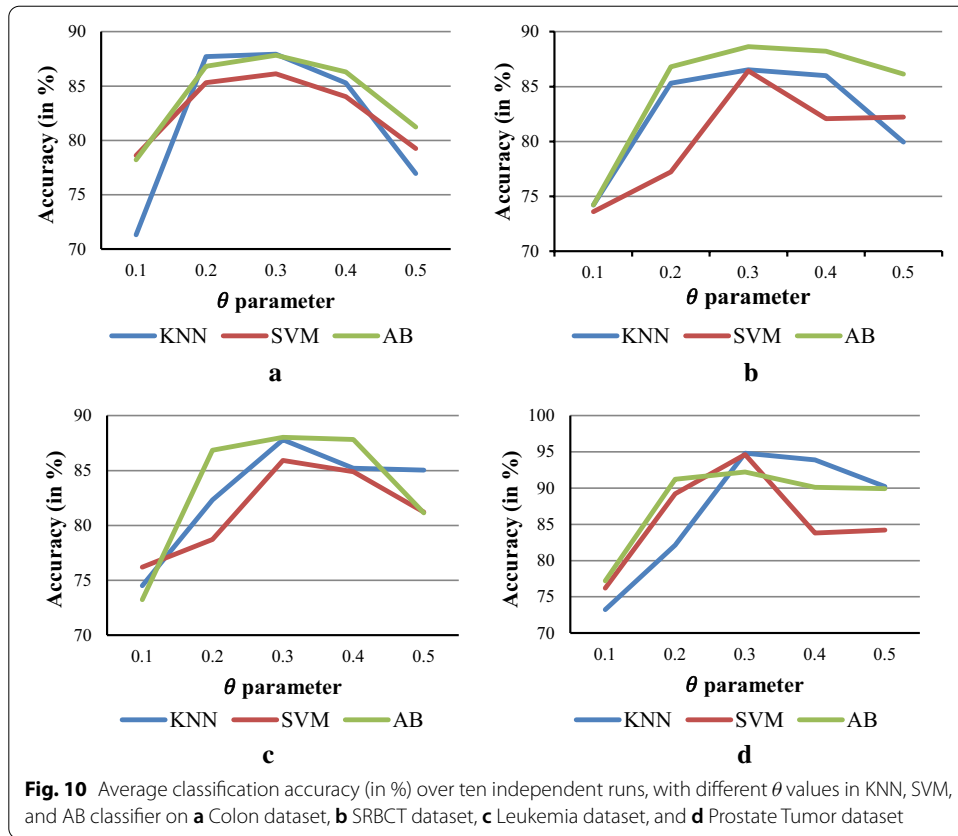 90
85
80
75
70
Accuracy (in %)
0.1 0.2 0.3 0.4 0.5
θ parameter
KNN SVM AB
a
90
85
80
75
70
Accuracy (in %)
0.1 0.2 0.3 0.4 0.5
θ parameter
KNN SVM AB
b
90
85
80
75
70
Accuracy (in %)
0.1 0.2 0.3 0.4 0.5
θ parameter
KNN SVM AB
c
100
95
90
85
80
75
70
Accuracy (in %)
0.1 0.2 0.3 0.4 0.5
θ parameter
KNN SVM AB
d
Fig. 10 Average classification accuracy (in %) over ten independent runs, with different θ values in KNN, SVM,
and AB classifier on a Colon dataset, b SRBCT dataset, c Leukemia dataset, and d Prostate Tumor dataset